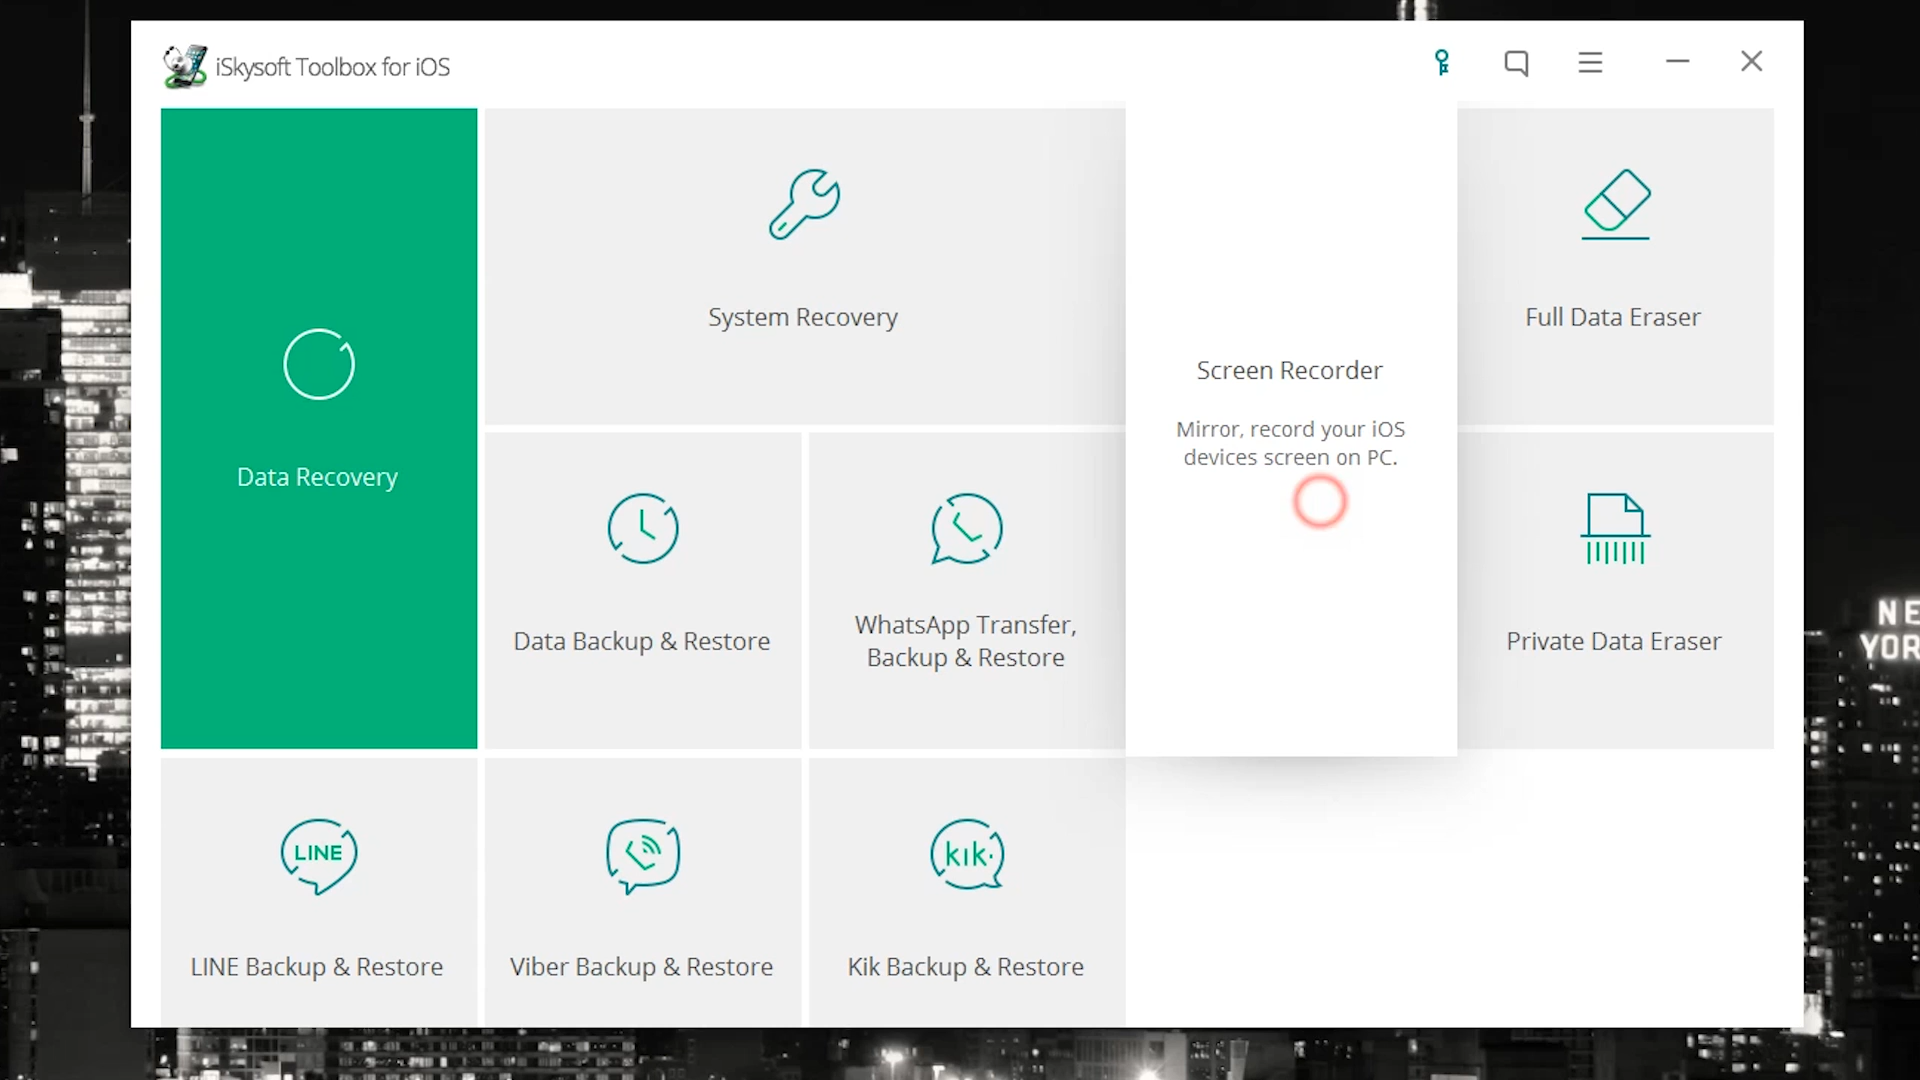 iSkysoft Toolbox for iOS
Data Recovery
System Recovery
Screen Recorder
Mirror, record your iOS
devices screen on PC.
Full Data Eraser
Data Backup & Restore
WhatsApp Transfer,
Backup & Restore
Private Data Eraser
LINE
LINE Backup & Restore
Viber Backup & Restore
kik·
Kik Backup & Restore
NE
YOR